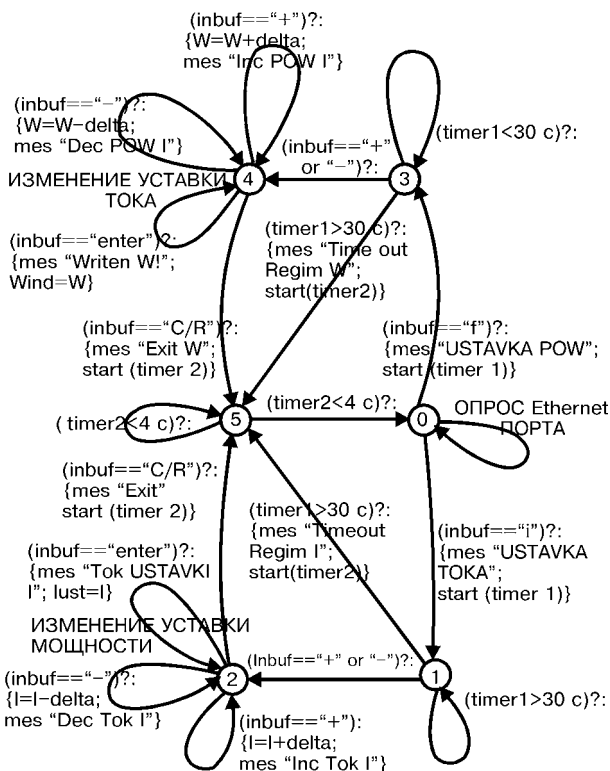 (inbuf==“+”)?:
{W=W+delta;
mes “Inc POW I”}
(inbuf==“−”)?:
{W=W-delta;
mes “Dec POW I”}
(timer1<30 c)?:
(inbuf==“+”
or “−”)?:
4
3
ИЗМЕНЕНИЕ УСТАВКИ
ТОКА
(inbuf==“enter”)?:
{mes “Writen W!”;
Wind=W}
(timer1>30 c)?:
{mes “Time out
Regim W”;
start(timer2)}
(inbuf==“C/R”)?:
{mes “Exit W”;
start (timer 2)}
(inbuf==“f”)?:
{mes “USTAVKA POW”;
start (timer 1)}
( timer2<4 c)?:
5
(timer2<4 c)?:
0
ОПРОС Ethernet
ПОРТА
(inbuf==“C/R”)?:
{mes “Exit”
start (timer 2)}
(timer1>30 c)?:
{mes “Timeout
Regim I”;
start(timer2)}
(inbuf==“i”)?:
{mes “USTAVKA
TOKA”;
start (timer 1)}
(inbuf==“enter”)?:
{mes “Tok USTAVKI
I”; Iust=I}
ИЗМЕНЕНИЕ УСТАВКИ
МОЩНОСТИ
(inbuf==“−”)?:
{I=I−delta;
mes “Dec Tok I”}
2
(Inbuf==“+” or “−”)?:
1
(timer1>30 c)?:
(inbuf==“+”):
{I=I+delta;
mes “Inc Tok I”}